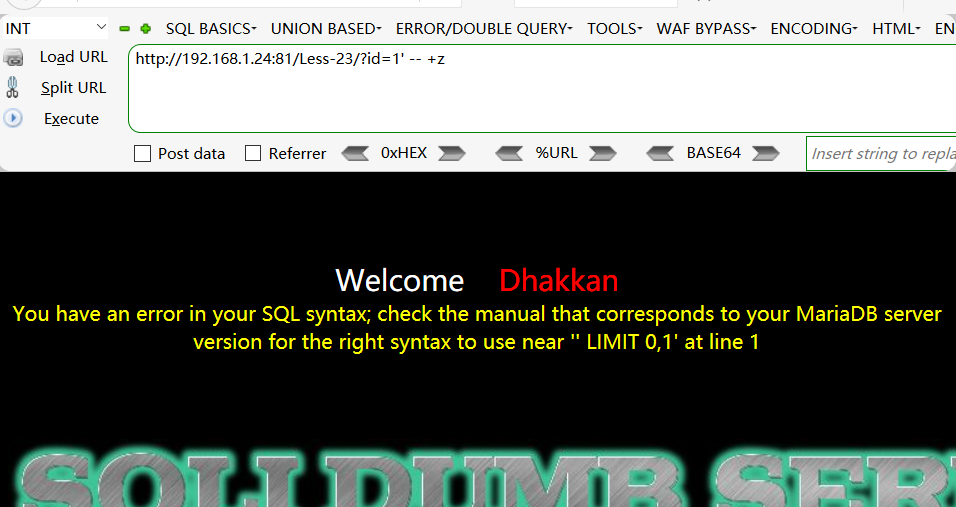 INT SQL BASICS UNION BASED ERROR/DOUBLE QUERY TOOLS WAF BYPASS ENCODING HTML EN
Load URL
Split URL
Execute
http://192.168.1.24:81/Less-23/?id=1' -- +z
Post data Referrer 0xHEX %URL BASE64 Insert string to repla
Welcome Dhakkan
You have an error in your SQL syntax; check the manual that corresponds to your MariaDB server
version for the right syntax to use near '' LIMIT 0,1' at line 1
SQLI DUMB SERI